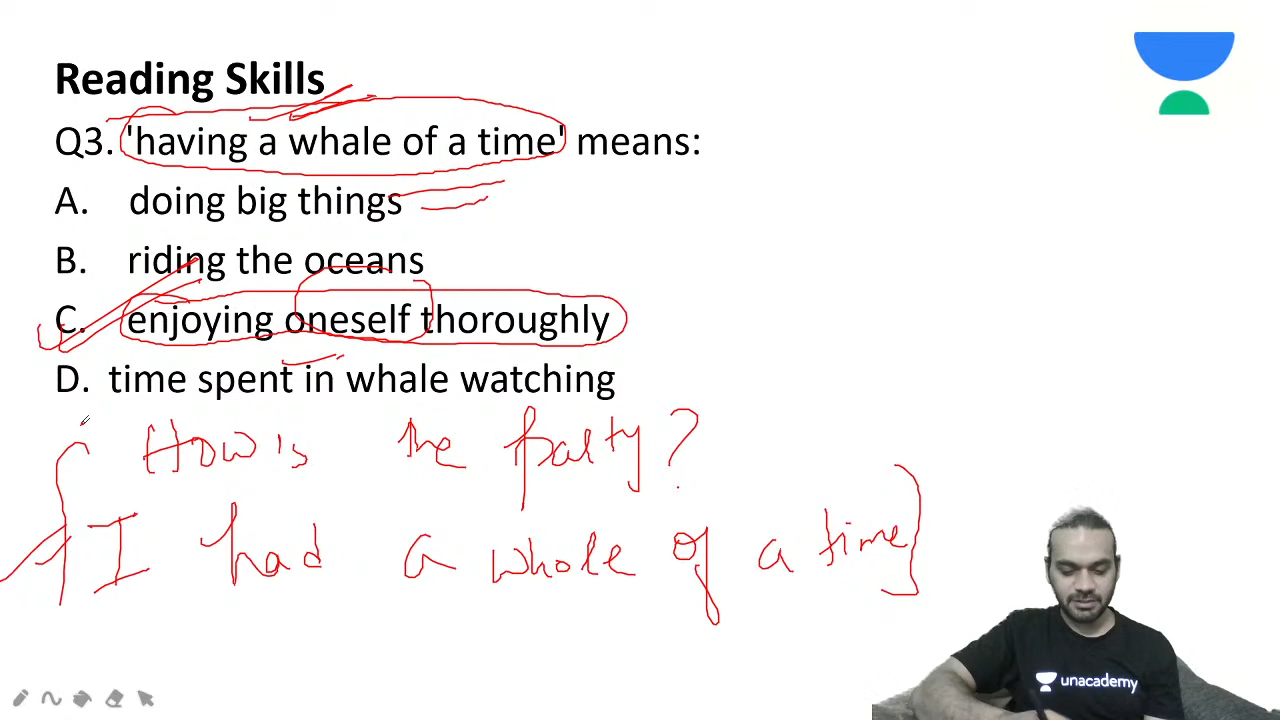 Reading Skills
Q3. 'having a whale of a time' means:
A. doing big things
B. riding the oceans
C. enjoying oneself thoroughly
D. time spent in whale watching
How's the party?
I had a whole of a time
unacademy